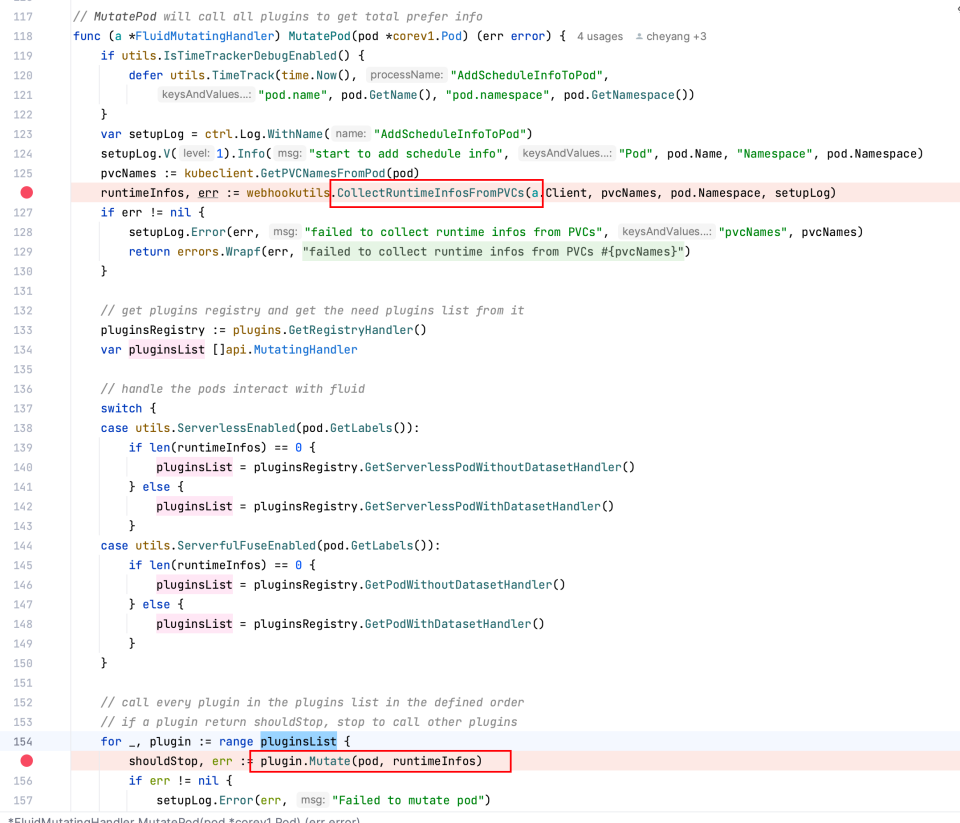 117 // MutatePod will call all plugins to get total prefer info
118 func (a *FluidMutatingHandler) MutatePod(pod *corev1.Pod) (err error) { 4 usages cheyang +3
119 if utils.IsTimeTrackerDebugEnabled() {
120 defer utils.TimeTrack(time.Now(), processName: "AddScheduleInfoToPod",
121 keysAndValues...: "pod.name", pod.GetName(), "pod.namespace", pod.GetNamespace())
122 }
123 var setupLog = ctrl.Log.WithName( name: "AddScheduleInfoToPod")
124 setupLog.V( level: 1).Info( msg: "start to add schedule info", keysAndValues...: "Pod", pod.Name, "Namespace", pod.Namespace)
125 pvcNames := kubeclient.GetPVCNamesFromPod(pod)
runtimeInfos, err := webhookutils.CollectRuntimeInfosFromPVCs(a.Client, pvcNames, pod.Namespace, setupLog)
127 if err != nil {
128 setupLog.Error(err, msg: "failed to collect runtime infos from PVCs", keysAndValues...: "pvcNames", pvcNames)
129 return errors.Wrapf(err, "failed to collect runtime infos from PVCs #{pvcNames}")
130 }
131
132 // get plugins registry and get the need plugins list from it
133 pluginsRegistry := plugins.GetRegistryHandler()
134 var pluginsList []api.MutatingHandler
135
136 // handle the pods interact with fluid
137 switch {
138 case utils.ServerlessEnabled(pod.GetLabels()):
139 if len(runtimeInfos) == 0 {
140 pluginsList = pluginsRegistry.GetServerlessPodWithoutDatasetHandler()
141 } else {
142 pluginsList = pluginsRegistry.GetServerlessPodWithDatasetHandler()
143 }
144 case utils.ServerfulFuseEnabled(pod.GetLabels()):
145 if len(runtimeInfos) == 0 {
146 pluginsList = pluginsRegistry.GetPodWithoutDatasetHandler()
147 } else {
148 pluginsList = pluginsRegistry.GetPodWithDatasetHandler()
149 }
150 }
151
152 // call every plugin in the plugins list in the defined order
153 // if a plugin return shouldStop, stop to call other plugins
154 for _, plugin := range pluginsList {
shouldStop, err := plugin.Mutate(pod, runtimeInfos)
156 if err != nil {
157 setupLog.Error(err, msg: "Failed to mutate pod")
*FluidMutatingHandler.MutatePod(pod *corev1.Pod) (err error)